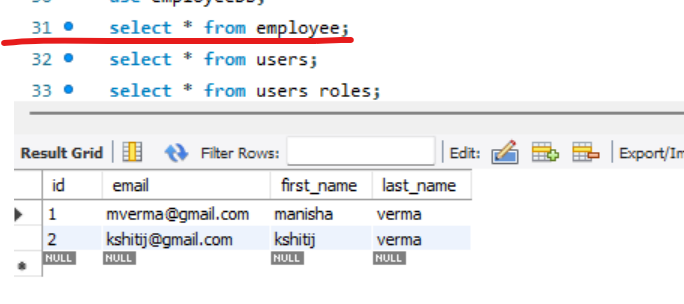 use employeeDB;
31 select * from employee;
32 select * from users;
33 select * from users roles;
Result Grid Filter Rows: Edit: Export/Im
id email first_name last_name
1 mverma@gmail.com manisha verma
2 kshitij@gmail.com kshitij verma
NULL NULL NULL NULL